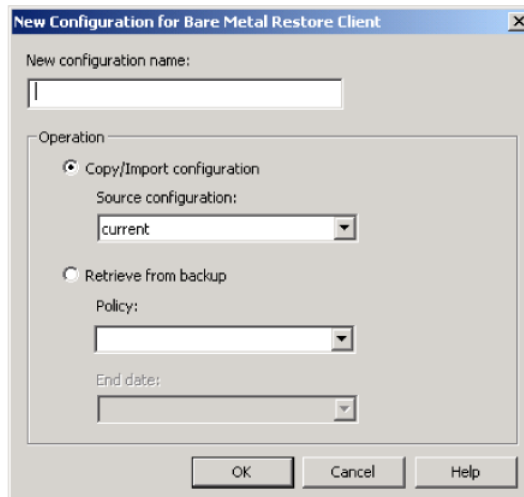 New Configuration for Bare Metal Restore Client
New configuration name:
Operation
Copy/Import configuration
Source configuration:
current
Retrieve from backup
Policy:
End date:
OK Cancel Help